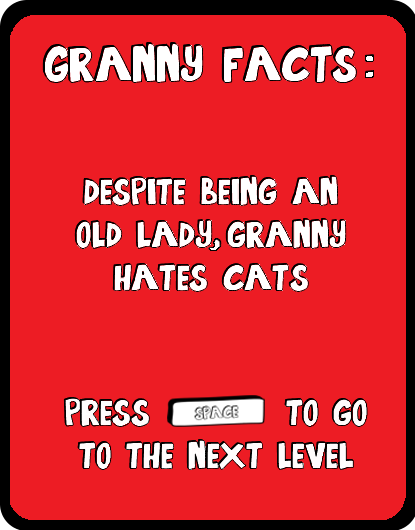 GRANNY FACTS:
DESPITE BEING AN
OLD LADY, GRANNY
HATES CATS
PRESS SPACE TO GO
TO THE NEXT LEVEL